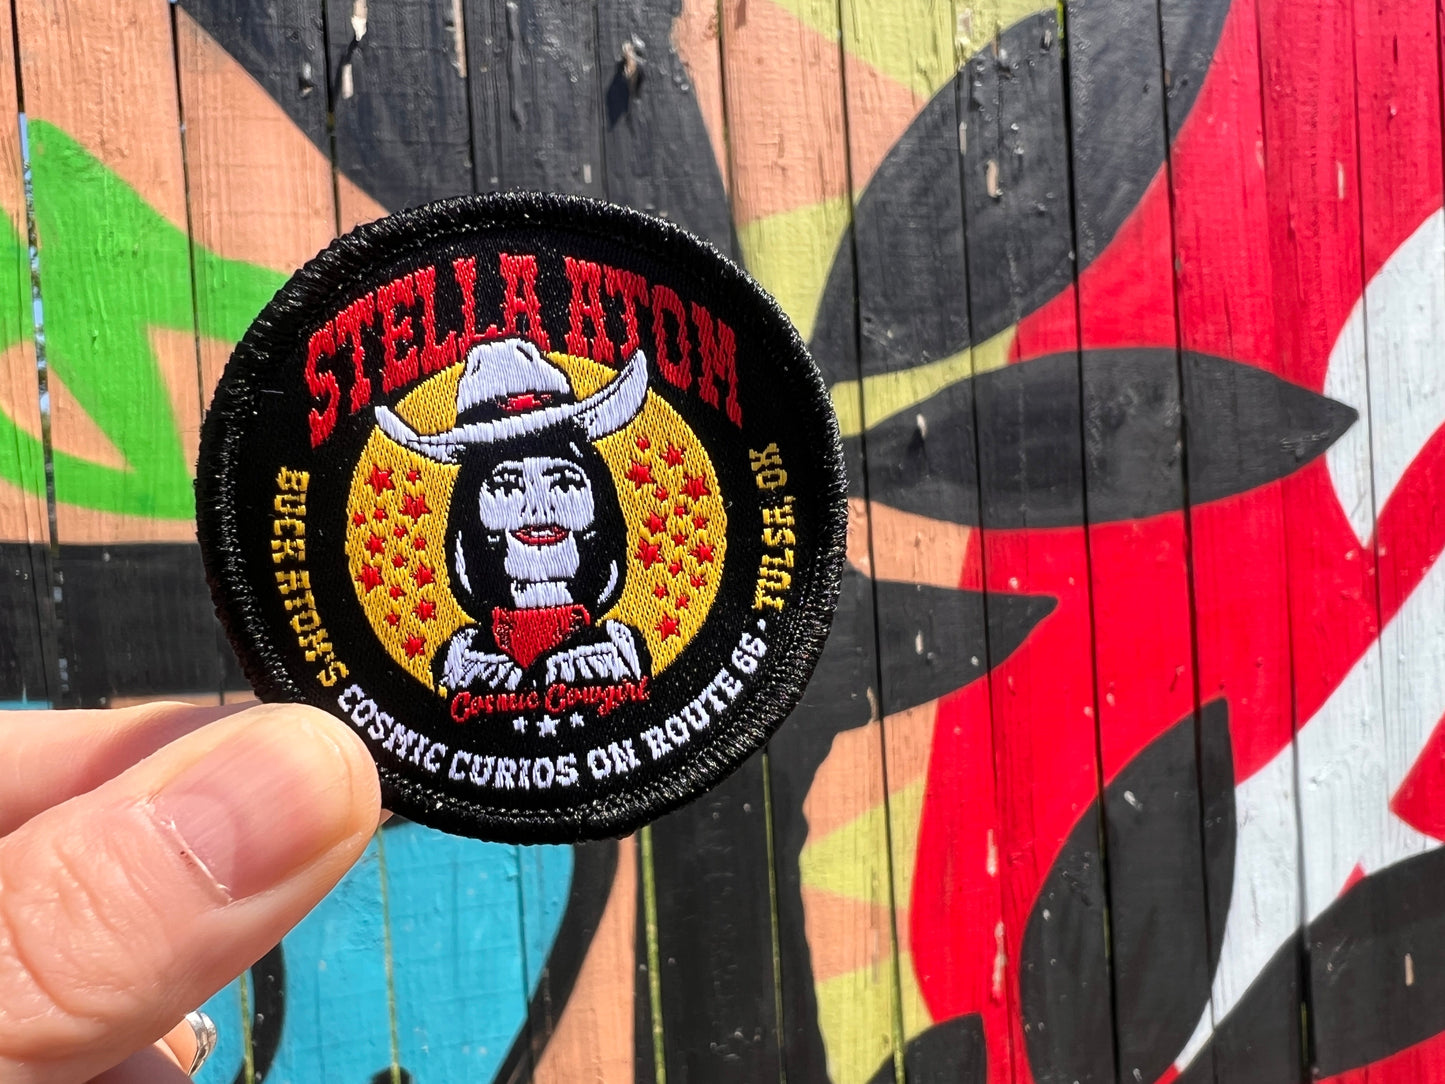 STELLA ATOM
Cosmic Cowgirl
BUCK ATOM'S COSMIC CURIOS ON ROUTE 66 • TULSA, OK